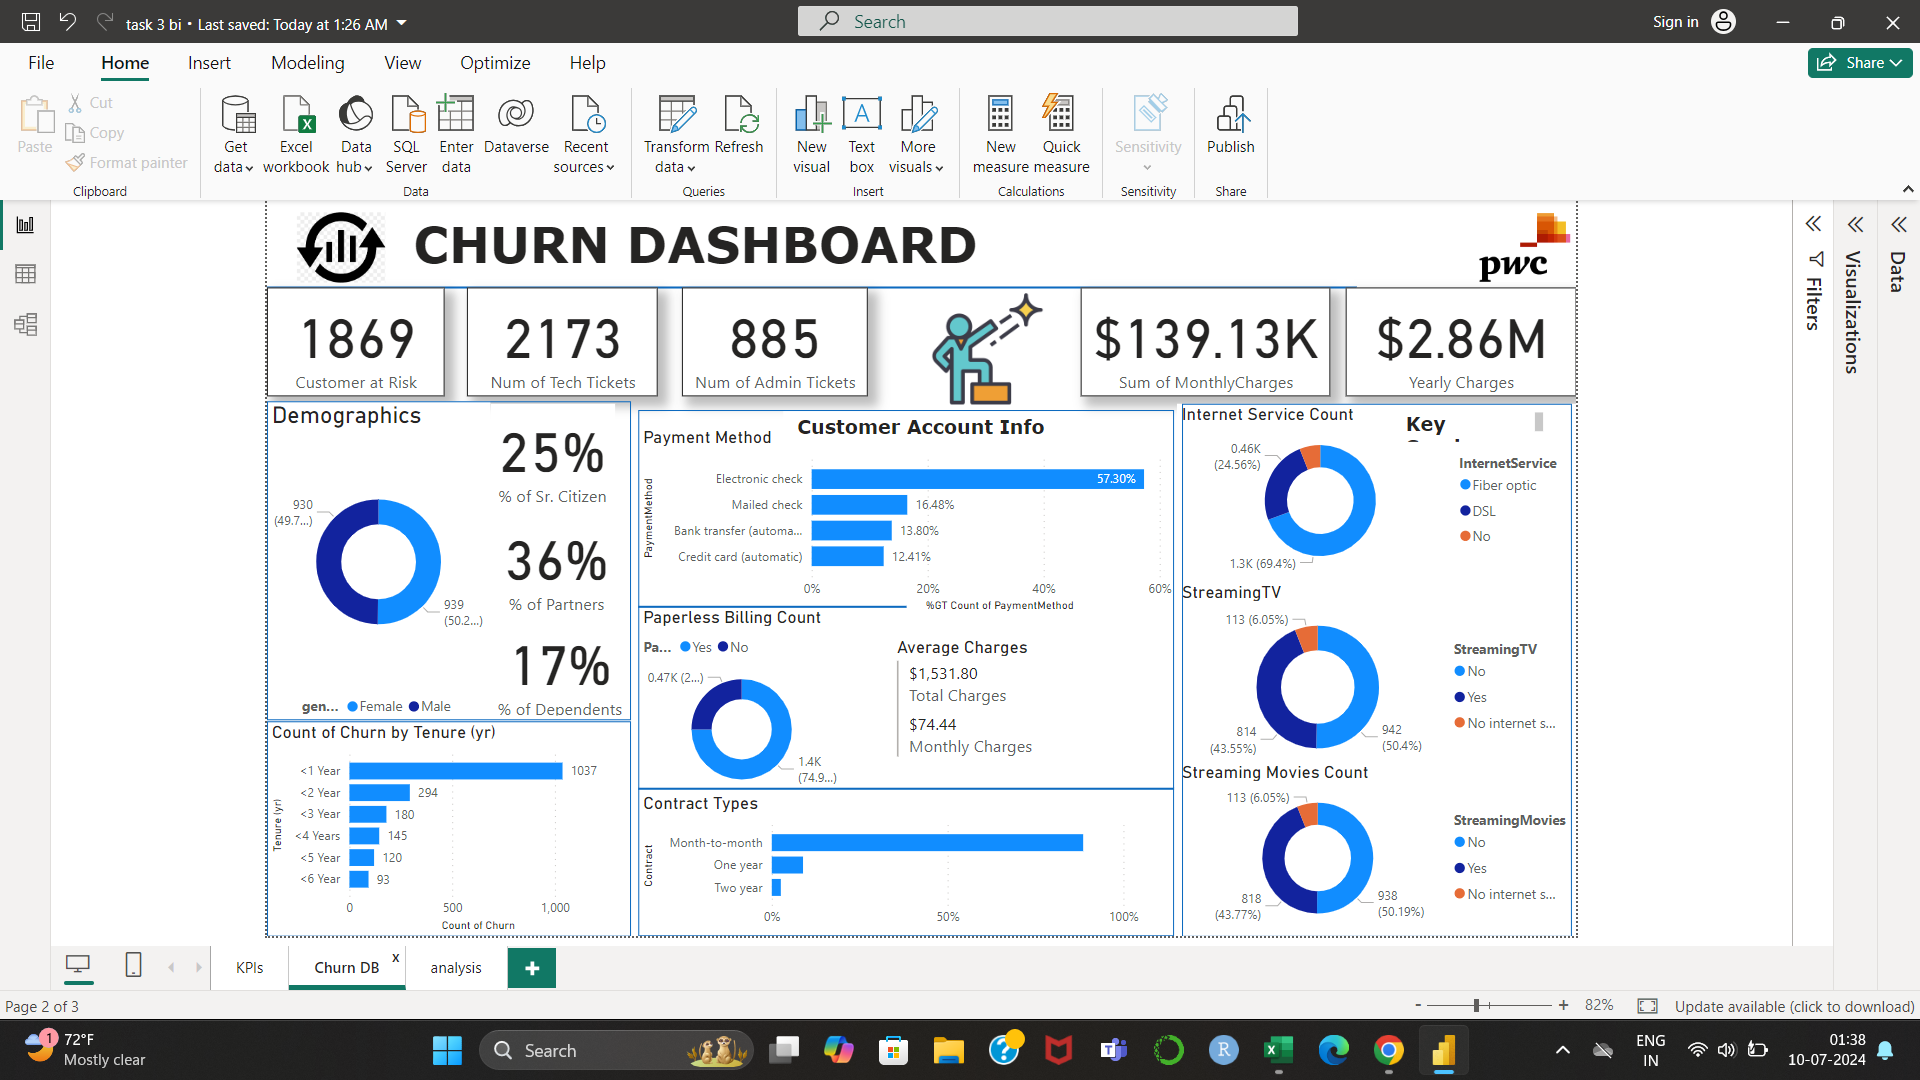 task 3 bi • Last saved: Today at 1:26 AM
Search
Sign in
File
Home
Insert
Modeling
View
Optimize
Help
Share
Paste
Cut
Copy
Format painter
Clipboard
Get data
Excel workbook
Data hub
SQL Server
Enter data
Dataverse
Recent sources
Data
Transform data
Refresh
Queries
New visual
Text box
More visuals
Insert
New measure
Quick measure
Calculations
Sensitivity
Sensitivity
Publish
Share
CHURN DASHBOARD
pwc
1869
Customer at Risk
2173
Num of Tech Tickets
885
Num of Admin Tickets
$139.13K
Sum of MonthlyCharges
$2.86M
Yearly Charges
Demographics
930
(49.7...)
939
(50.2...)
gen...
Female
Male
25%
% of Sr. Citizen
36%
% of Partners
17%
% of Dependents
Count of Churn by Tenure (yr)
Tenure (yr)
<1 Year 1037
<2 Year 294
<3 Year 180
<4 Years 145
<5 Year 120
<6 Year 93
0 500 1,000
Count of Churn
Customer Account Info
Payment Method
PaymentMethod
Electronic check 57.30%
Mailed check 16.48%
Bank transfer (automa... 13.80%
Credit card (automatic) 12.41%
0% 20% 40% 60%
%GT Count of PaymentMethod
Paperless Billing Count
Pa... Yes No
0.47K (2...)
1.4K
(74.9...)
Average Charges
$1,531.80
Total Charges
$74.44
Monthly Charges
Contract Types
Contract
Month-to-month
One year
Two year
0% 50% 100%
Internet Service Count
Key
0.46K
(24.56%)
1.3K (69.4%)
InternetService
Fiber optic
DSL
No
StreamingTV
113 (6.05%)
814
(43.55%)
942
(50.4%)
StreamingTV
No
Yes
No internet s...
Streaming Movies Count
113 (6.05%)
818
(43.77%)
938
(50.19%)
StreamingMovies
No
Yes
No internet s...
Filters
Visualizations
Data
KPIs
Churn DB
x
analysis
+
Page 2 of 3
- + 82%
Update available (click to download)
1
72°F
Mostly clear
Search
ENG
IN
01:38
10-07-2024